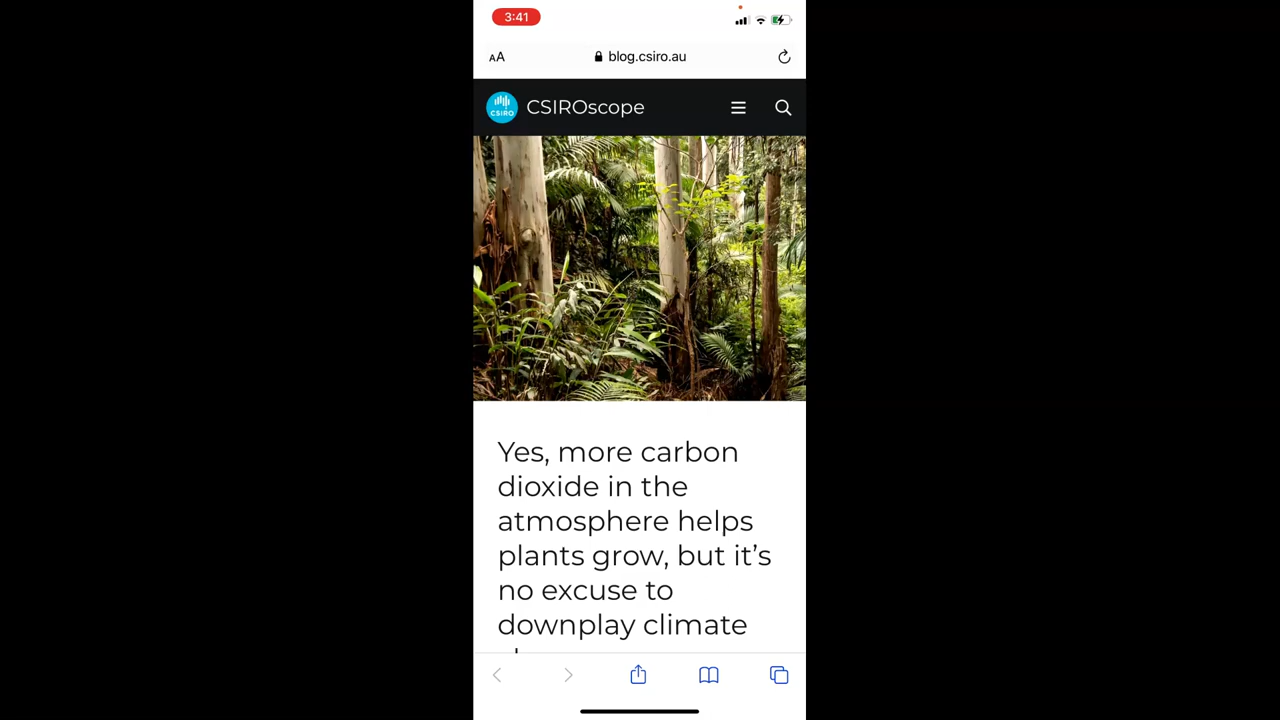 3:41
AA blog.csiro.au
CSIRO CSIROscope
Yes, more carbon
dioxide in the
atmosphere helps
plants grow, but it’s
no excuse to
downplay climate